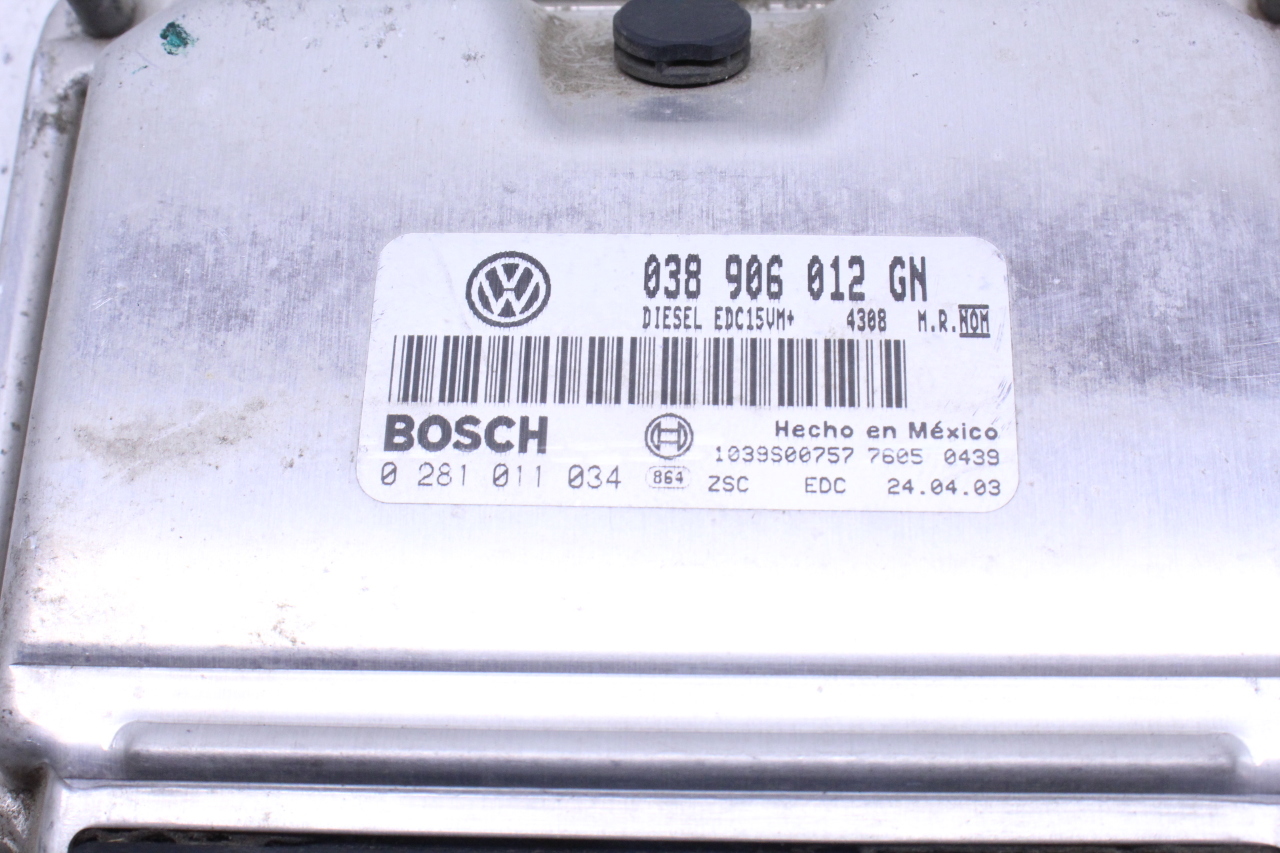 038 906 012 GN
DIESEL EDC15VM+ 4308 M.R. NOM
BOSCH
Hecho en México
1039S00757 7605 0439
0 281 011 034 864 ZSC EDC 24.04.03